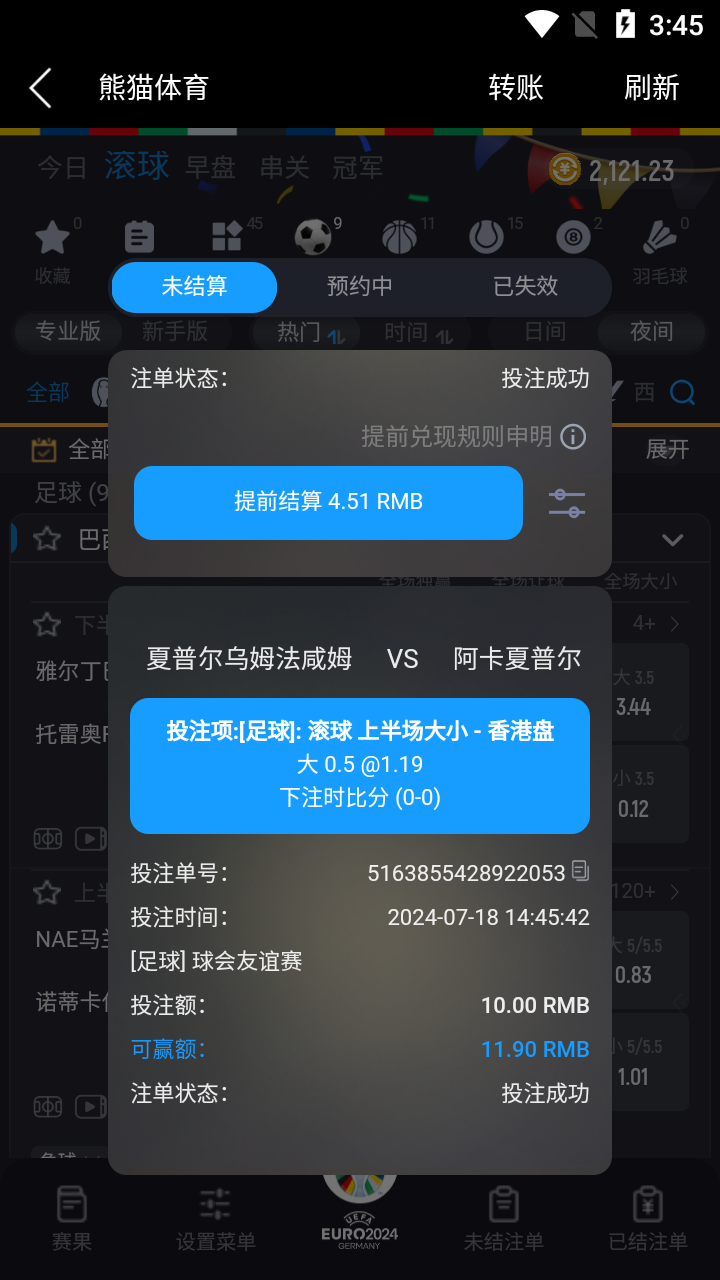 3:45
熊猫体育 转账 刷新
今日 滚球 早盘 串关 冠军 2,121.23
0 45 9 11 15 2 0
收藏 羽毛球
未结算 预约中 已失效
专业版 新手版 热门 时间 日间 夜间
全部 西
注单状态: 投注成功
提前兑现规则申明
全部 展开
提前结算 4.51 RMB
足球 (9
全场独赢 全场让球 全场大小
4+
夏普尔乌姆法咸姆 VS 阿卡夏普尔
大 3.5
3.44
投注项:[足球]: 滚球 上半场大小 - 香港盘
大 0.5 @1.19
下注时比分 (0-0)
托雷奥
小 3.5
0.12
投注单号: 5163855428922053
120+
投注时间: 2024-07-18 14:45:42
NAE马
5/5.5
0.83
[足球] 球会友谊赛
诺蒂卡
投注额: 10.00 RMB
可赢额: 11.90 RMB
小 5/5.5
1.01
注单状态: 投注成功
UEFA
EURO2024
GERMANY
赛果 设置菜单 未结注单 已结注单